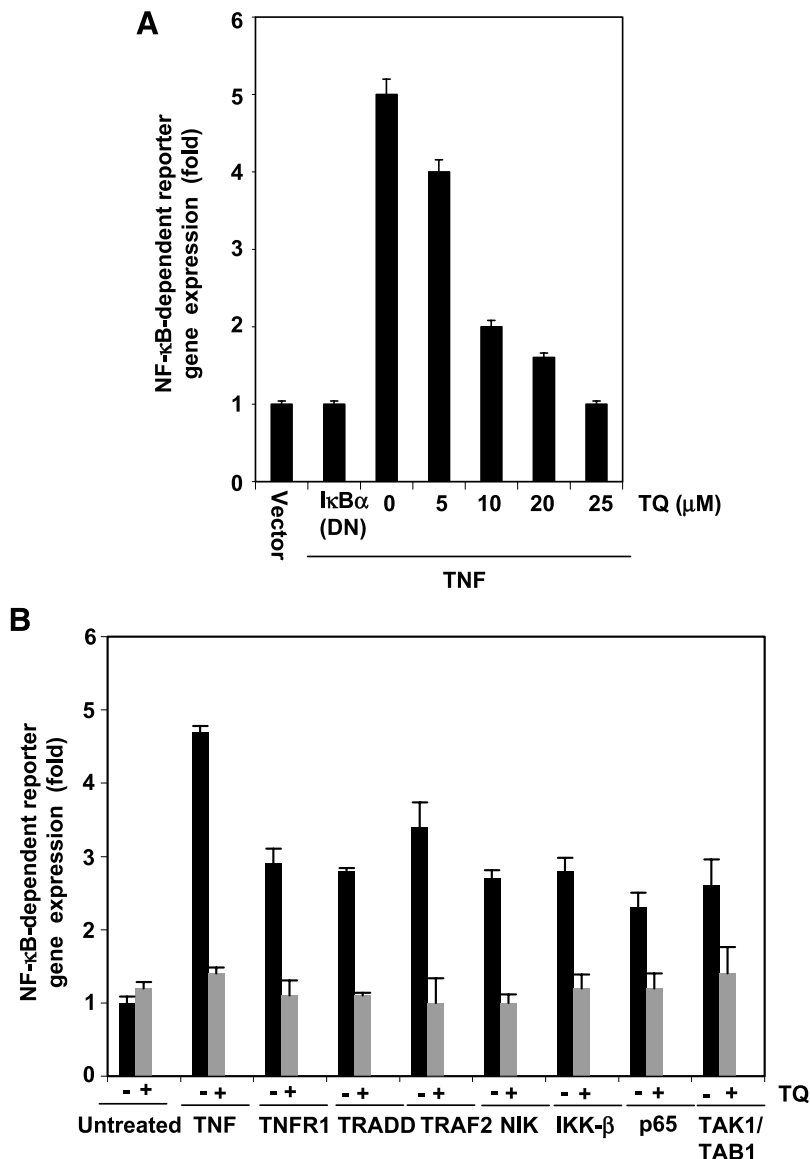 A
NF-κB-dependent reporter
gene expression (fold)
6
5
4
3
2
1
0
Vector
IκBα
(DN)
0 5 10 20 25 TQ (μM)
TNF
B
NF-κB-dependent reporter
gene expression (fold)
6
5
4
3
2
1
0
- + - + - + - + - + - + - + - + - + TQ
Untreated TNF TNFR1 TRADD TRAF2 NIK IKK-β p65 TAK1/
TAB1